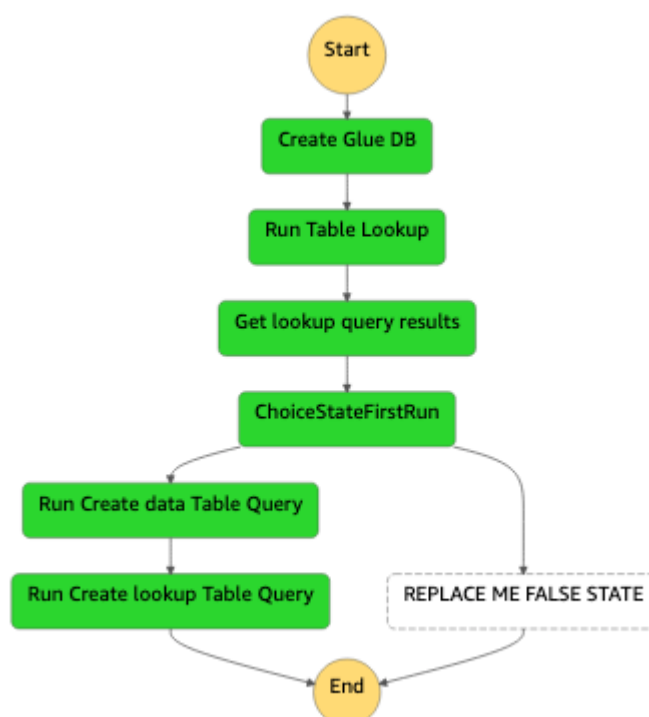 Start
Create Glue DB
Run Table Lookup
Get lookup query results
ChoiceStateFirstRun
Run Create data Table Query
Run Create lookup Table Query
REPLACE ME FALSE STATE
End